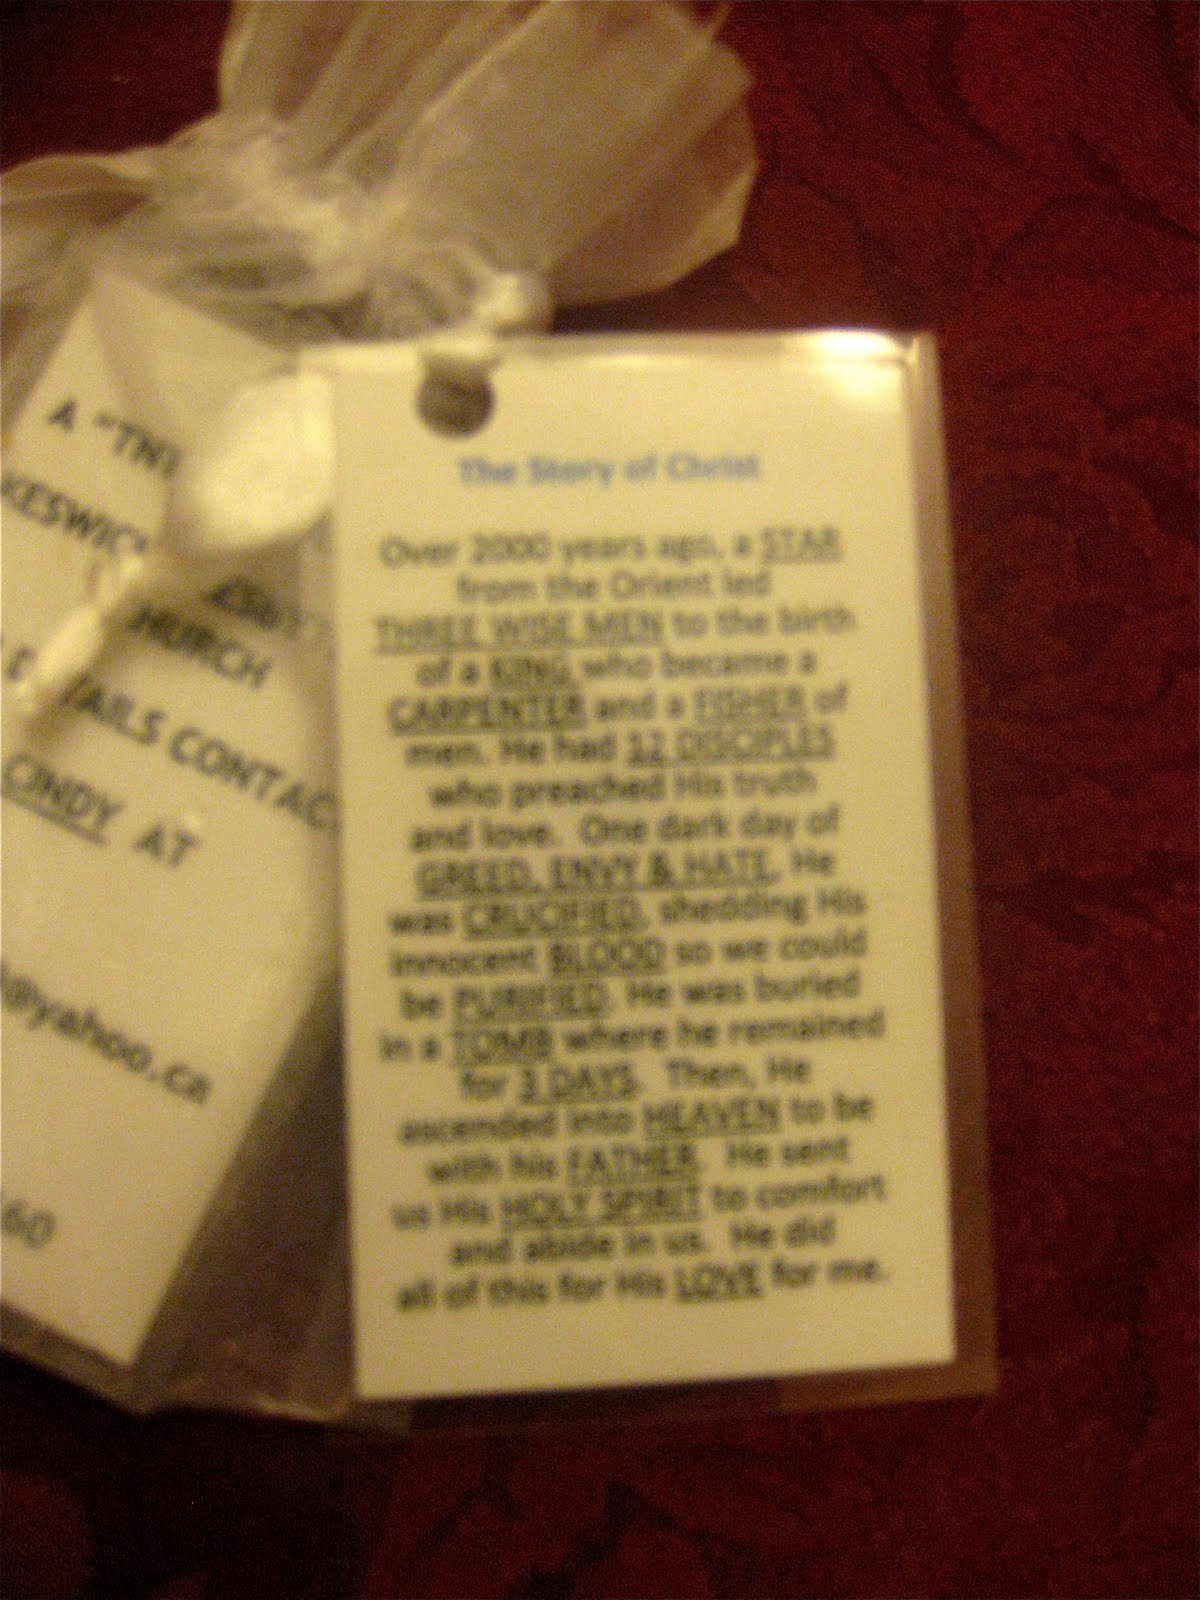 The Story of Christ
Over 2000 years ago, a STAR
from the Orient led
THREE WISE MEN to the birth
of a KING who became a
CARPENTER and a FISHER of
men. He had 12 DISCIPLES
who preached His truth
and love. One dark day of
GREED, ENVY & HATE, He
was CRUCIFIED, shedding His
innocent BLOOD so we could
be PURIFIED. He was buried
in a TOMB where he remained
for 3 DAYS. Then, He
ascended into HEAVEN to be
with his FATHER. He sent
us His HOLY SPIRIT to comfort
and abide in us. He did
all of this for His LOVE for me.
A "
KESWIC
HURCH
AILS CONTAC
CINDY AT
@yahoo.ca
60